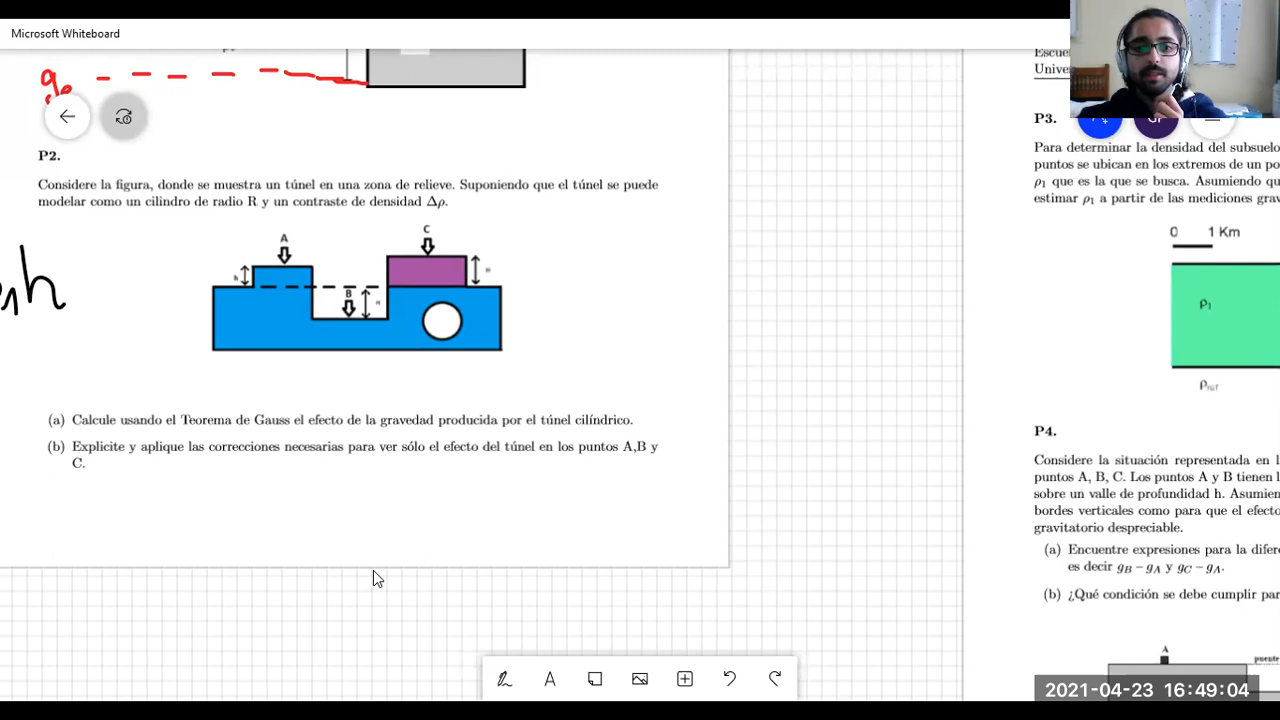 Microsoft Whiteboard
P2.
Considere la figura, donde se muestra un túnel en una zona de relieve. Suponiendo que el túnel se puede
modelar como un cilindro de radio R y un contraste de densidad Δρ.
A
C
h
B
H
(a) Calcule usando el Teorema de Gauss el efecto de la gravedad producida por el túnel cilíndrico.
(b) Explicite y aplique las correcciones necesarias para ver sólo el efecto del túnel en los puntos A,B y
C.
Escue
Univer
P3.
Para determinar la densidad del subsuelo
puntos se ubican en los extremos de un po
ρ1 que es la que se busca. Asumiendo qu
estimar ρ1 a partir de las mediciones grav
0 1 Km
ρ1
ρref
P4.
Considere la situación representada en l
puntos A, B, C. Los puntos A y B tienen l
sobre un valle de profundidad h. Asumien
bordes verticales como para que el efecto
gravitatorio despreciable.
(a) Encuentre expresiones para la difere
es decir gB − gA y gC − gA.
(b) ¿Qué condición se debe cumplir par
A
puente
2021-04-23 16:49:04